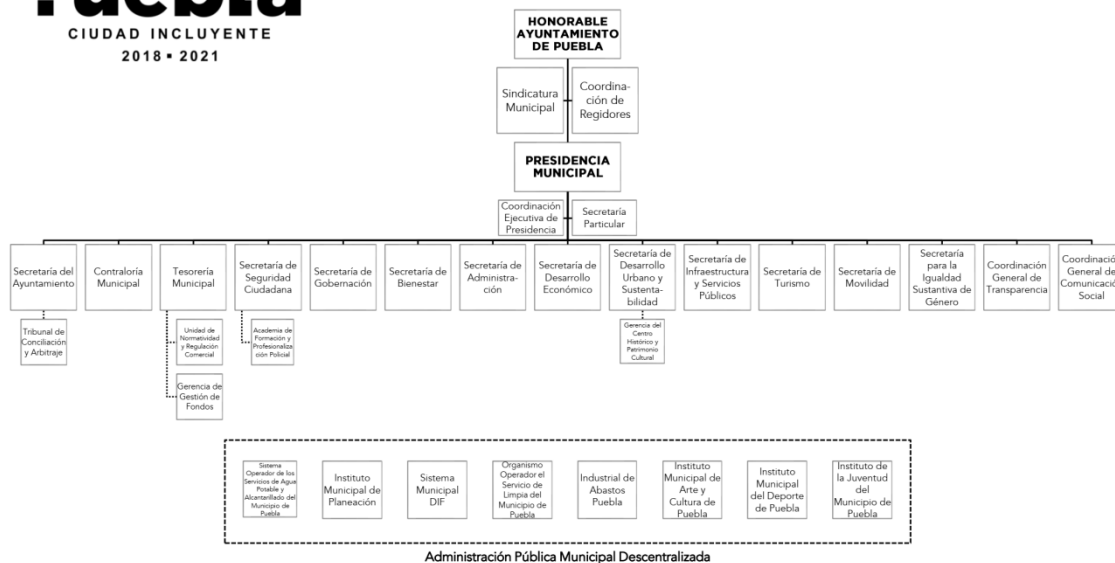 Puebla
CIUDAD INCLUYENTE
2018 ▪ 2021
HONORABLE
AYUNTAMIENTO
DE PUEBLA
Sindicatura
Municipal
Coordina-
ción de
Regidores
PRESIDENCIA
MUNICIPAL
Coordinación
Ejecutiva de
Presidencia
Secretaría
Particular
Secretaría del
Ayuntamiento
Contraloría
Municipal
Tesorería
Municipal
Secretaría de
Seguridad
Ciudadana
Secretaría de
Gobernación
Secretaría de
Bienestar
Secretaría de
Administra-
ción
Secretaría de
Desarrollo
Económico
Secretaría de
Desarrollo
Urbano y
Sustenta-
bilidad
Secretaría de
Infraestructura
y Servicios
Públicos
Secretaría de
Turismo
Secretaría de
Movilidad
Secretaría
para la
Igualdad
Sustantiva de
Género
Coordinación
General de
Transparencia
Coordinación
General de
Comunicación
Social
Tribunal de
Conciliación
y Arbitraje
Unidad de
Normatividad
y Regulación
Comercial
Academia de
Formación y
Profesionaliza
ción Policial
Gerencia del
Centro
Histórico y
Patrimonio
Cultural
Gerencia de
Gestión de
Fondos
Sistema
Operador de los
Servicios de Agua
Potable y
Alcantarillado del
Municipio de
Puebla
Instituto
Municipal de
Planeación
Sistema
Municipal
DIF
Organismo
Operador el
Servicio de
Limpia del
Municipio de
Puebla
Industrial de
Abastos
Puebla
Instituto
Municipal de
Arte y
Cultura de
Puebla
Instituto
Municipal
del Deporte
de Puebla
Instituto de
la Juventud
del
Municipio de
Puebla
Administración Pública Municipal Descentralizada